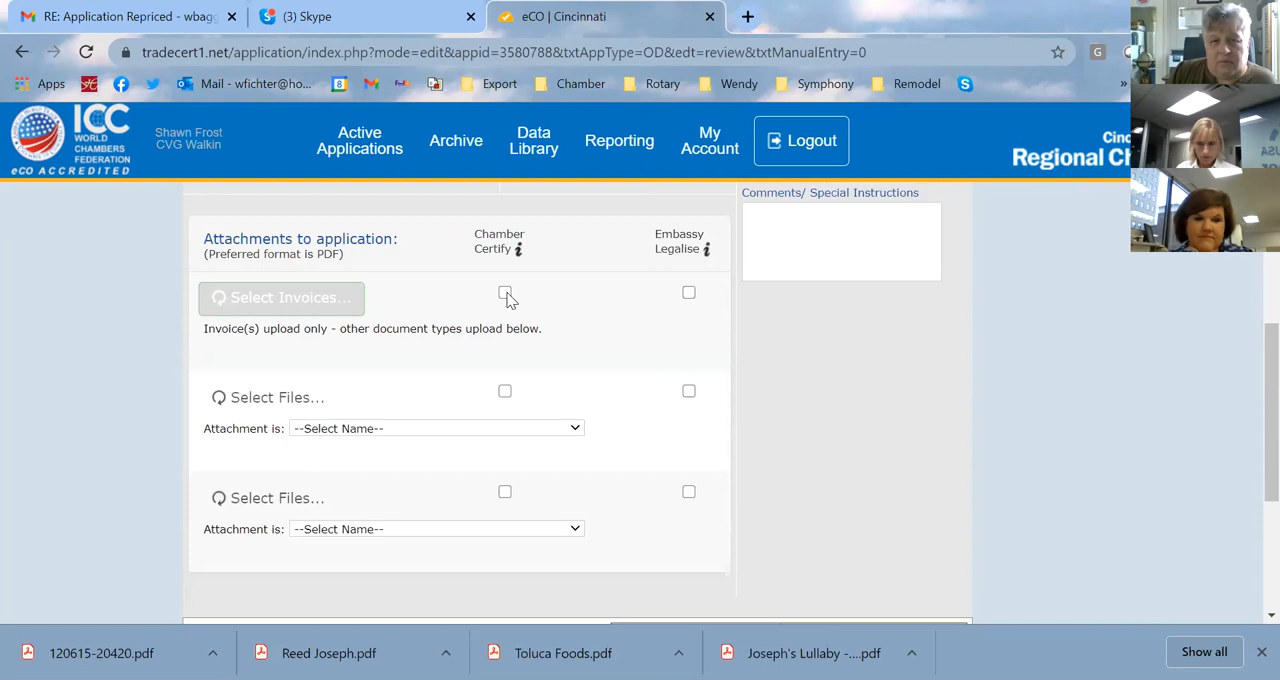 RE: Application Repriced - wbag
(3) Skype
eCO | Cincinnati
tradecert1.net/application/index.php?mode=edit&appid=3580788&txtAppType=OD&edt=review&txtManualEntry=0
G
Apps
Mail - wfichter@ho...
Export
Chamber
Rotary
Wendy
Symphony
Remodel
»
ICC
WORLD
CHAMBERS
FEDERATION
eCO ACCREDITED
Shawn Frost
CVG Walkin
Active
Applications
Archive
Data
Library
Reporting
My
Account
Logout
Cinc
Regional Ch
Comments/ Special Instructions
Attachments to application:
(Preferred format is PDF)
Chamber
Certify i
Embassy
Legalise i
Select Invoices...
Invoice(s) upload only - other document types upload below.
Select Files...
Attachment is: --Select Name--
Select Files...
Attachment is: --Select Name--
120615-20420.pdf
Reed Joseph.pdf
Toluca Foods.pdf
Joseph's Lullaby -....pdf
Show all